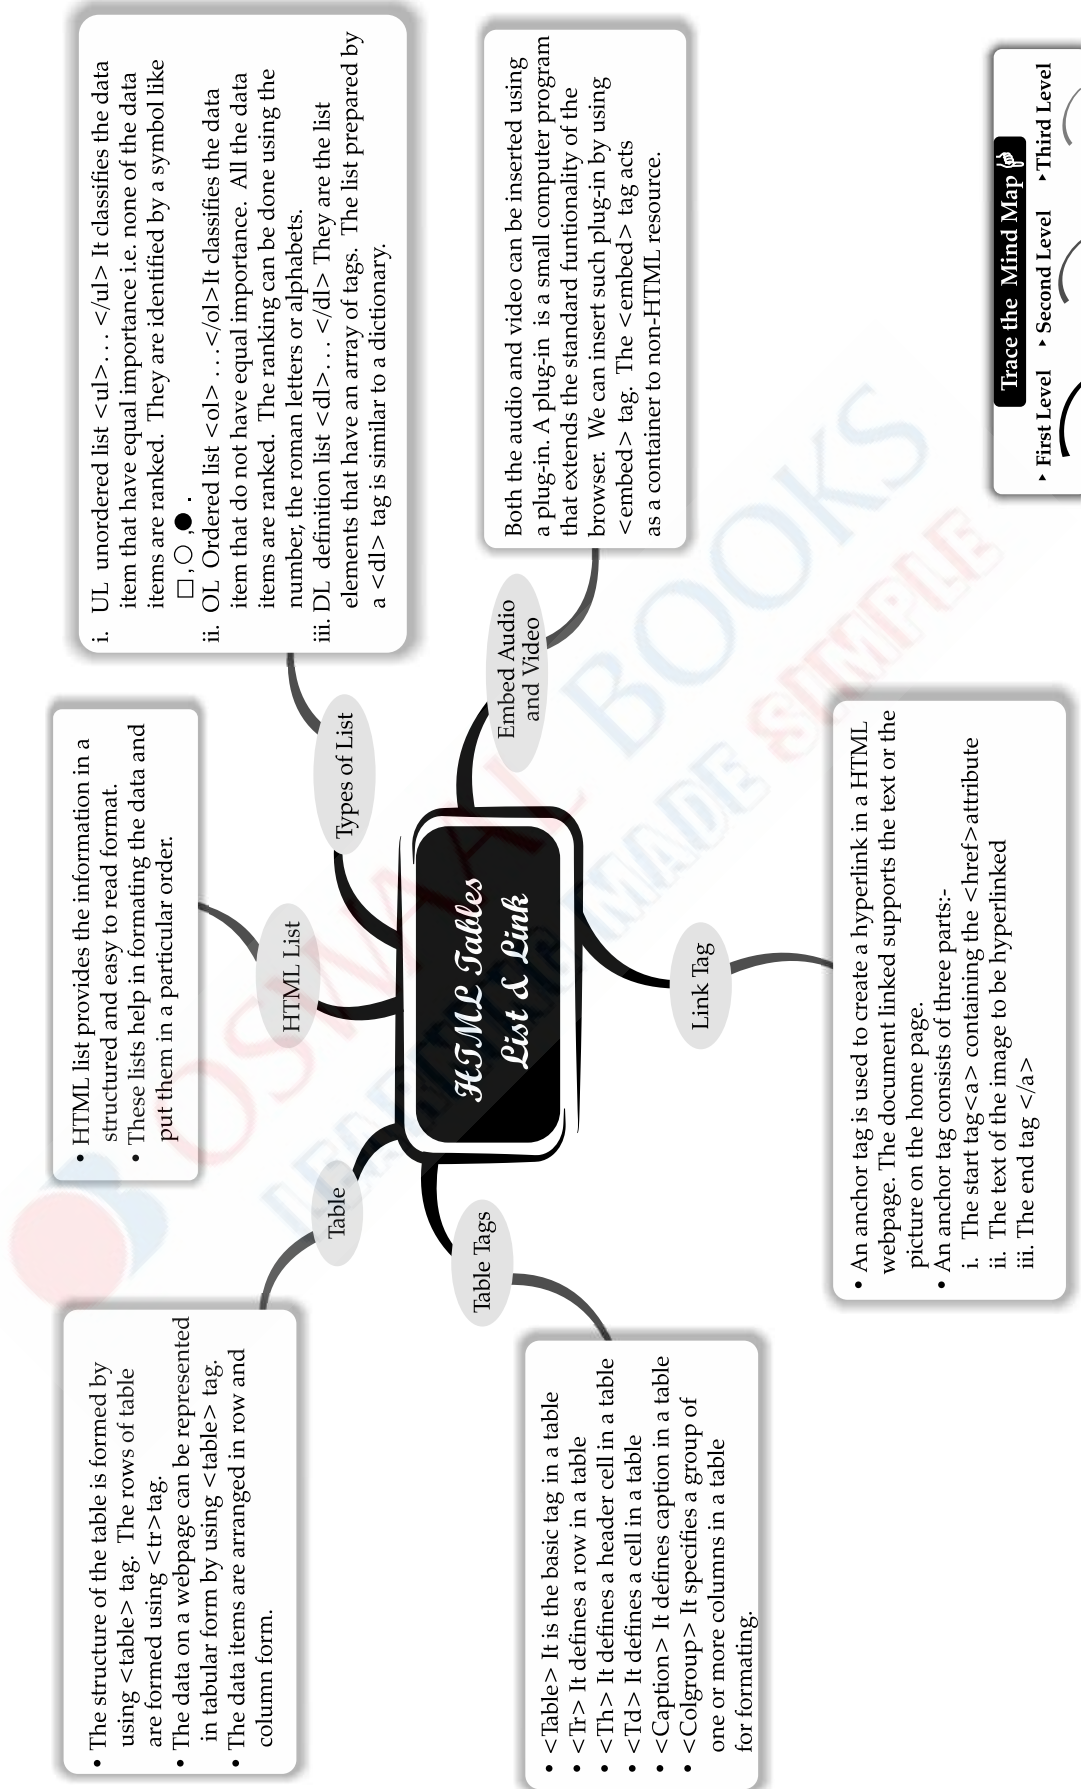 HTML Tables
List & Link
Table
• The structure of the table is formed by
using <table> tag. The rows of table
are formed using <tr>tag.
• The data on a webpage can be represented
in tabular form by using <table> tag.
• The data items are arranged in row and
column form.
HTML List
• HTML list provides the information in a
structured and easy to read format.
• These lists help in formating the data and
put them in a particular order.
Types of List
i. UL unordered list <ul>. . . </ul> It classifies the data
item that have equal importance i.e. none of the data
items are ranked. They are identified by a symbol like
□,○,●.
ii. OL Ordered list <ol> . . .</ol>It classifies the data
item that do not have equal importance. All the data
items are ranked. The ranking can be done using the
number, the roman letters or alphabets.
iii. DL definition list <dl>. . . </dl> They are the list
elements that have an array of tags. The list prepared by
a <dl> tag is similar to a dictionary.
Table Tags
• <Table> It is the basic tag in a table
• <Tr> It defines a row in a table
• <Th> It defines a header cell in a table
• <Td> It defines a cell in a table
• <Caption> It defines caption in a table
• <Colgroup> It specifies a group of
one or more columns in a table
for formating.
Link Tag
• An anchor tag is used to create a hyperlink in a HTML
webpage. The document linked supports the text or the
picture on the home page.
• An anchor tag consists of three parts:-
i. The start tag<a> containing the <href>attribute
ii. The text of the image to be hyperlinked
iii. The end tag </a>
Embed Audio
and Video
Both the audio and video can be inserted using
a plug-in. A plug-in is a small computer program
that extends the standard funtionality of the
browser. We can insert such plug-in by using
<embed> tag. The <embed> tag acts
as a container to non-HTML resource.
Trace the Mind Map
▸ First Level ▸ Second Level ▸ Third Level
OSWAAL BOOKS
LEARNING MADE SIMPLE